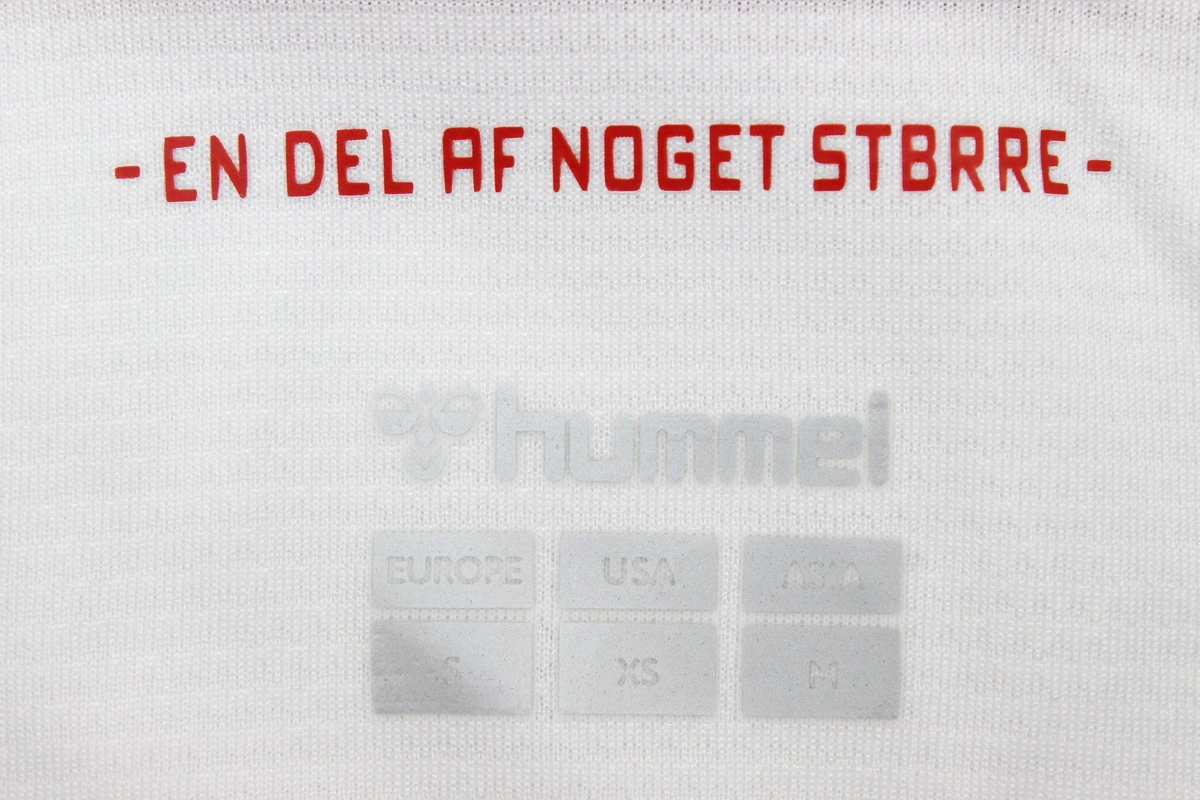 - EN DEL AF NOGET STBRRE -
hummel
EUROPE USA ASIA
S XS M